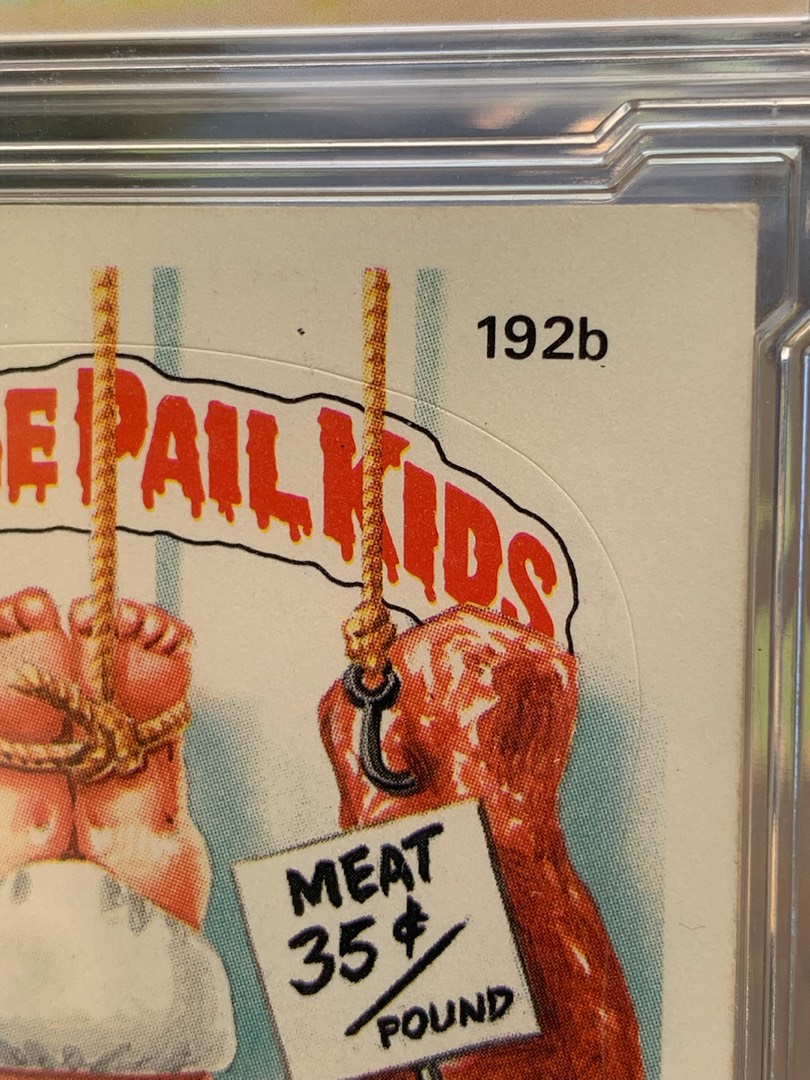 192b
PAIL KIDS
MEAT
35¢/
POUND